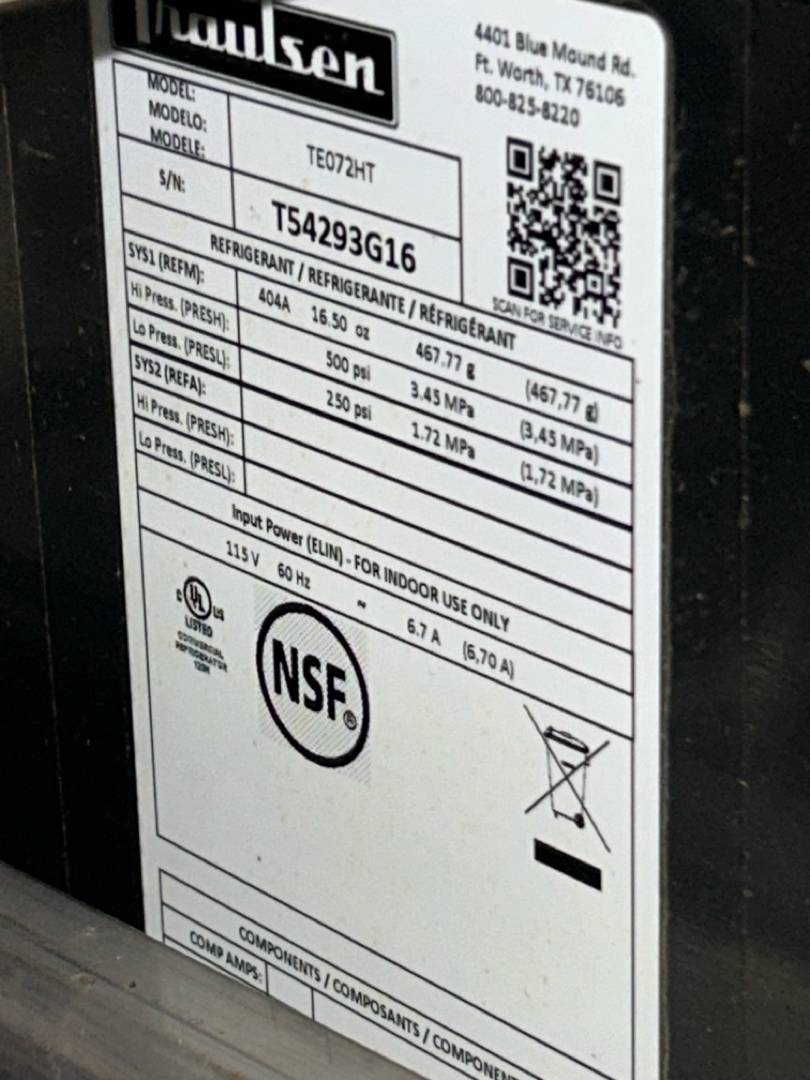 Traulsen
4401 Blue Mound Rd.
Ft. Worth, TX 76106
800-825-8220
MODEL:
MODELO:
MODELE:
TE072HT
S/N:
T54293G16
SCAN FOR SERVICE INFO
REFRIGERANT / REFRIGERANTE / RÉFRIGÉRANT
SYS1 (REFM): 404A 16.50 oz 467.77 g (467,77 g)
Hi Press. (PRESH): 500 psi 3.45 MPa (3,45 MPa)
Lo Press. (PRESL): 250 psi 1.72 MPa (1,72 MPa)
SYS2 (REFA):
Hi Press. (PRESH):
Lo Press. (PRESL):
Input Power (ELIN) - FOR INDOOR USE ONLY
115 V 60 Hz ~ 6.7 A (6,70 A)
C UL US
LISTED
COMMERCIAL
REFRIGERATOR
NSF®
COMPONENTS / COMPOSANTS / COMPONEN
COMP AMPS: